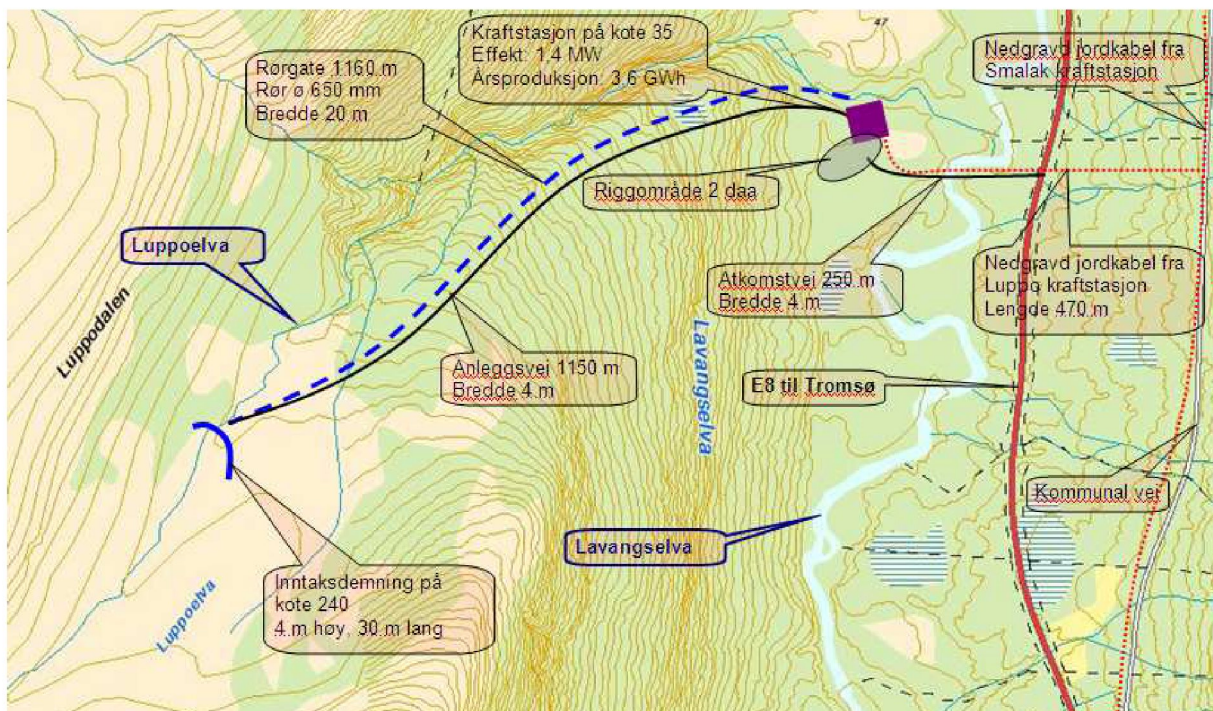 Kraftstasjon på kote 35
Effekt: 1,4 MW
Årsproduksjon: 3,6 GWh
47
Nedgravd jordkabel fra
Smalak kraftstasjon
Rørgate 1160 m
Rør ø 650 mm
Bredde 20 m
Riggområde 2 daa
Luppoelva
Luppodalen
Atkomstvei 250 m
Bredde 4 m
Nedgravd jordkabel fra
Luppo kraftstasjon
Lengde 470 m
Lavangselva
Anleggsvei 1150 m
Bredde 4 m
E8 til Tromsø
Kommunal vei
Lavangselva
Inntaksdemning på
kote 240
4 m høy, 30 m lang
Luppoelva